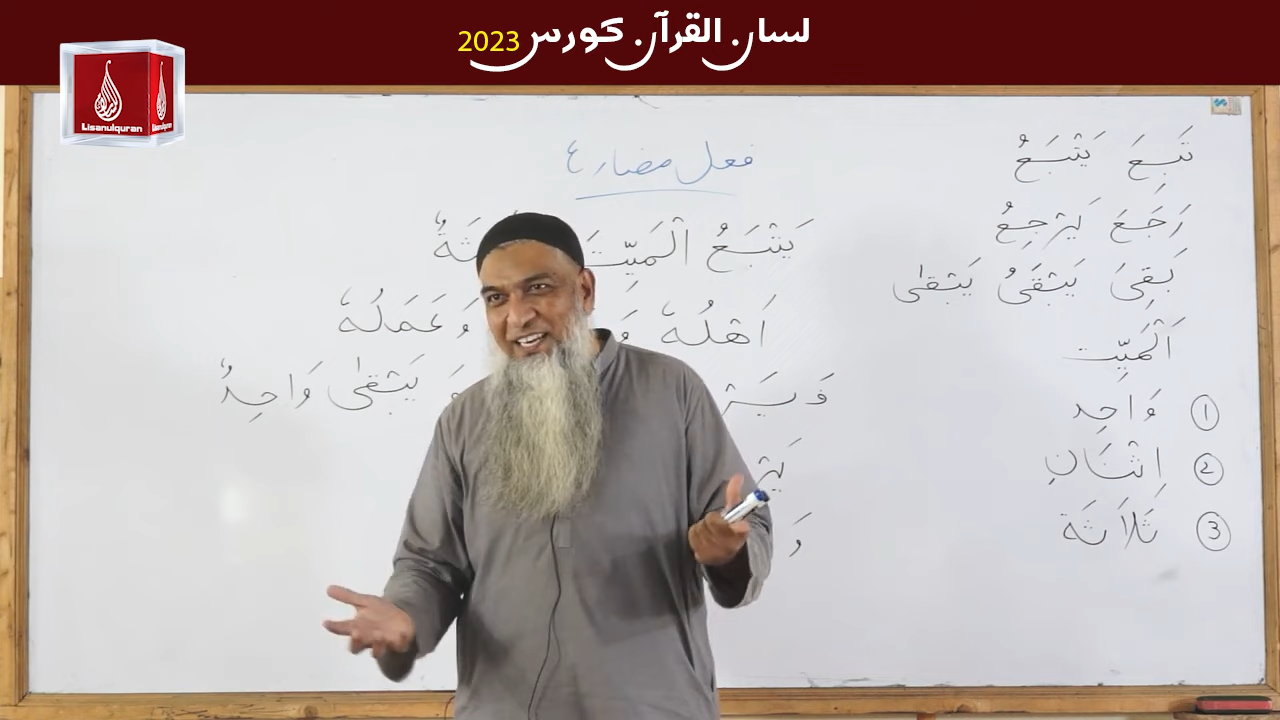 لسان القرآن کورس 2023
Lisanulquran
فعل مضارع
تَبِعَ يَتْبَعُ
رَجَعَ يَرْجِعُ
بَقِيَ يَبْقَيُ يَبْقٰى
اَلْمَيِّت
① وَاحِد
② اِثْنَانِ
③ ثَلَاثَة
يَتْبَعُ الْمَيِّتَ
اَهْلُهٗ وَعَمَلُهٗ
يَبْقٰى وَاحِدٌ